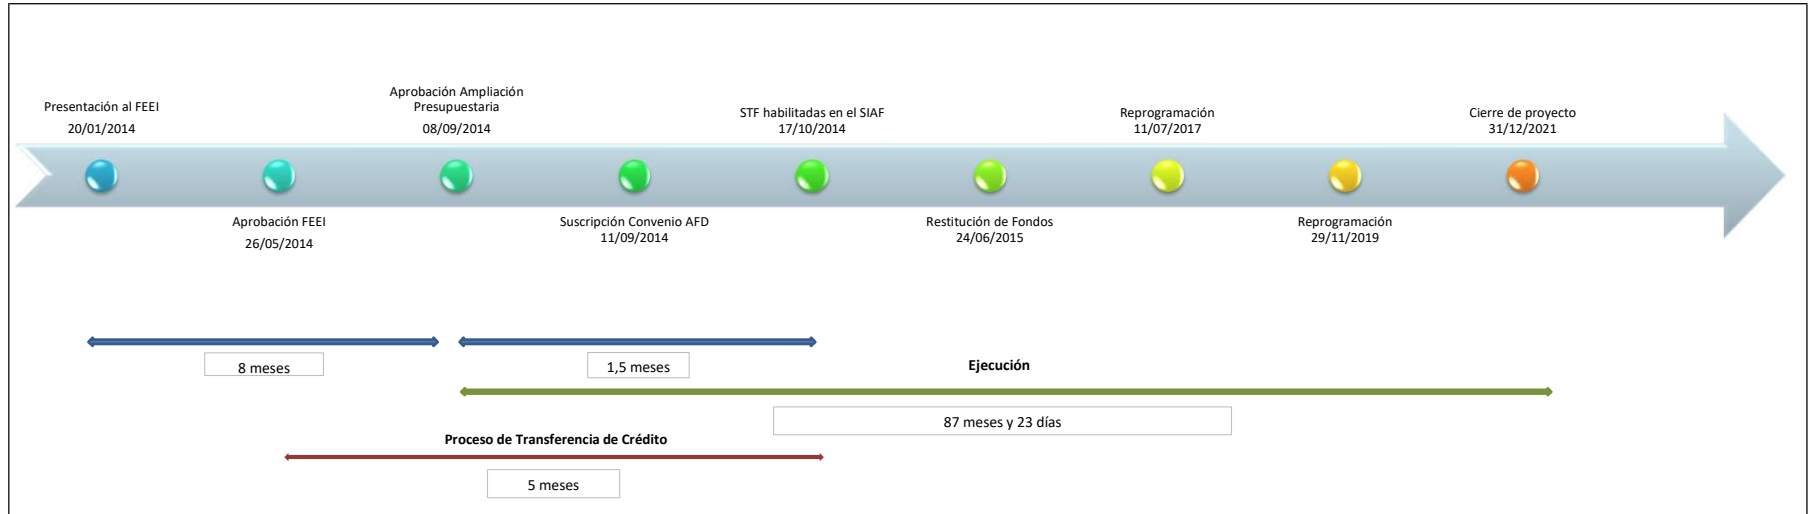 Presentación al FEEI
20/01/2014
Aprobación Ampliación
Presupuestaria
08/09/2014
STF habilitadas en el SIAF
17/10/2014
Reprogramación
11/07/2017
Cierre de proyecto
31/12/2021
Aprobación FEEI
26/05/2014
Suscripción Convenio AFD
11/09/2014
Restitución de Fondos
24/06/2015
Reprogramación
29/11/2019
8 meses
1,5 meses
Ejecución
87 meses y 23 días
Proceso de Transferencia de Crédito
5 meses